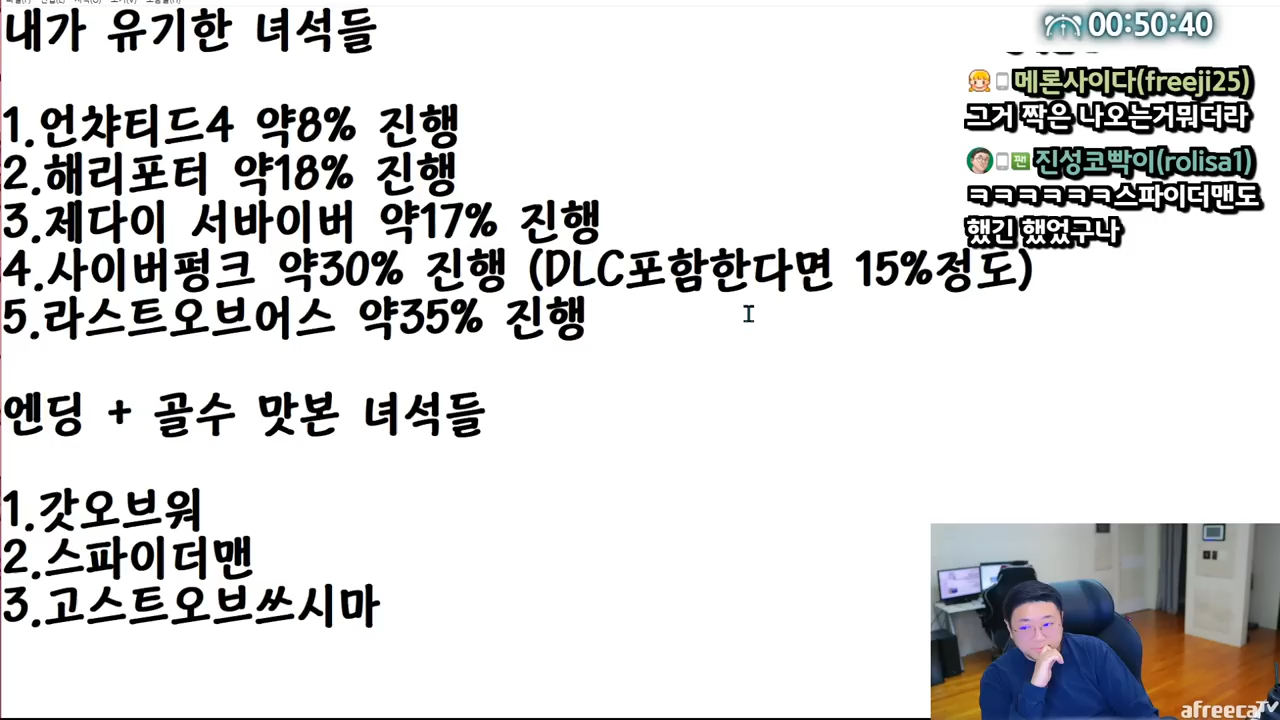 내가 유기한 녀석들
1.언챠티드4 약8% 진행
2.해리포터 약18% 진행
3.제다이 서바이버 약17% 진행
4.사이버펑크 약30% 진행 (DLC포함한다면 15%정도)
5.라스트오브어스 약35% 진행
엔딩 + 골수 맛본 녀석들
1.갓오브워
2.스파이더맨
3.고스트오브쓰시마
00:50:40
메론사이다(freeji25)
그거 짝은 나오는거뭐더라
팬 진성코빡이(rolisa1)
ㅋㅋㅋㅋㅋㅋ스파이더맨도
했긴 했었구나
afreecaTV